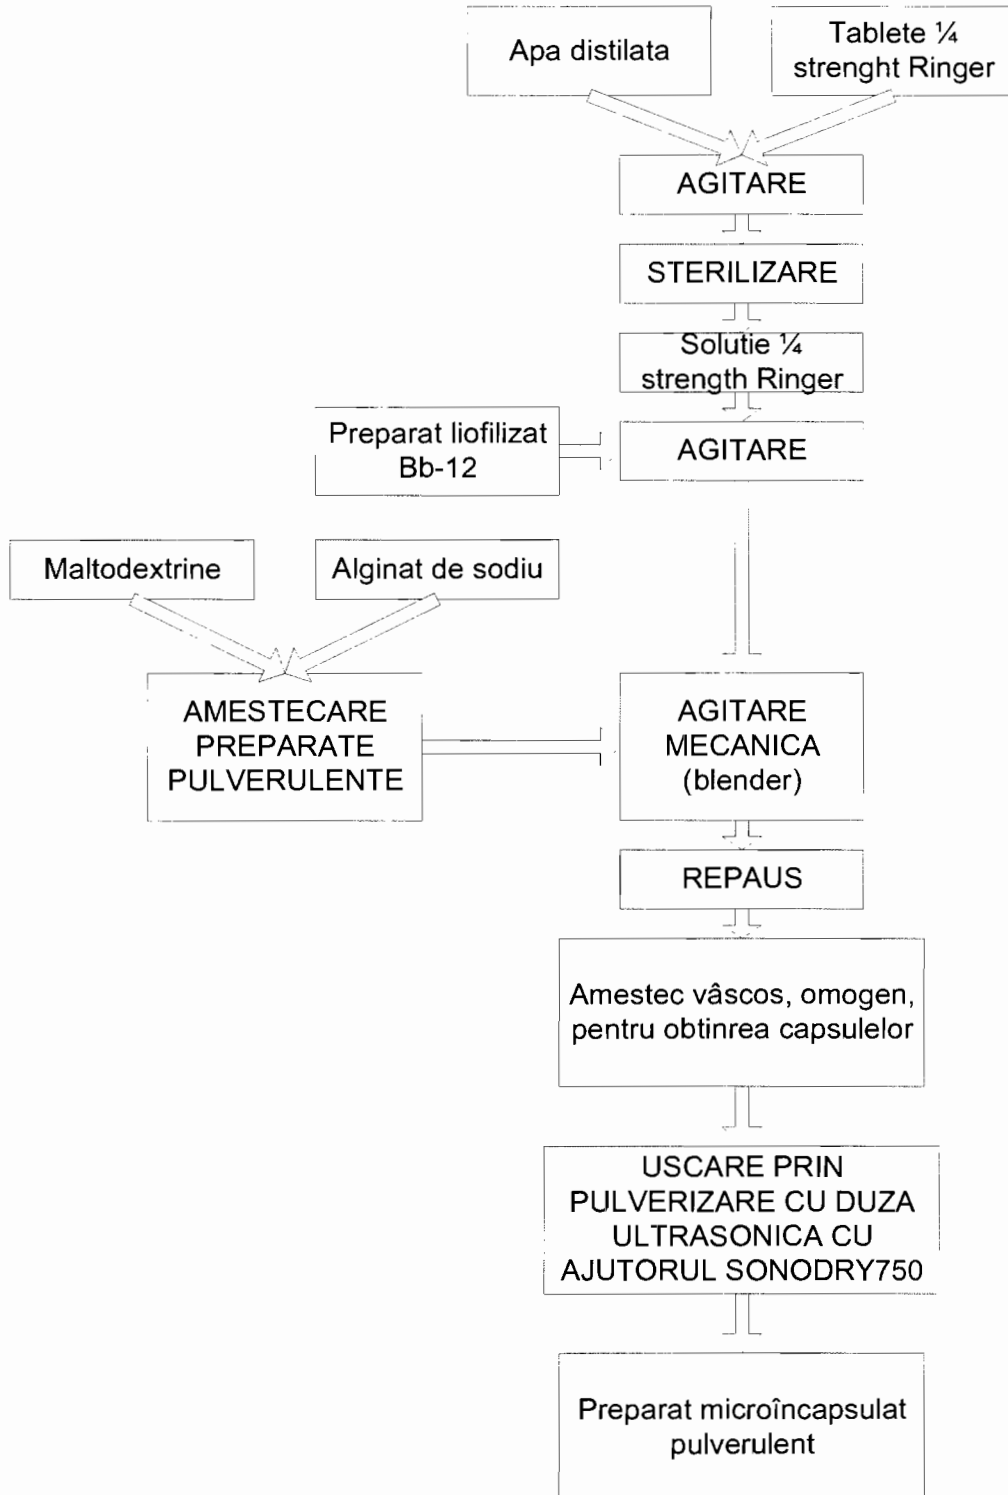 Apa distilata
Tablete ¼
strenght Ringer
AGITARE
STERILIZARE
Solutie ¼
strength Ringer
Preparat liofilizat
Bb-12
AGITARE
Maltodextrine
Alginat de sodiu
AMESTECARE
PREPARATE
PULVERULENTE
AGITARE
MECANICA
(blender)
REPAUS
Amestec vâscos, omogen,
pentru obtinrea capsulelor
USCARE PRIN
PULVERIZARE CU DUZA
ULTRASONICA CU
AJUTORUL SONODRY750
Preparat microîncapsulat
pulverulent